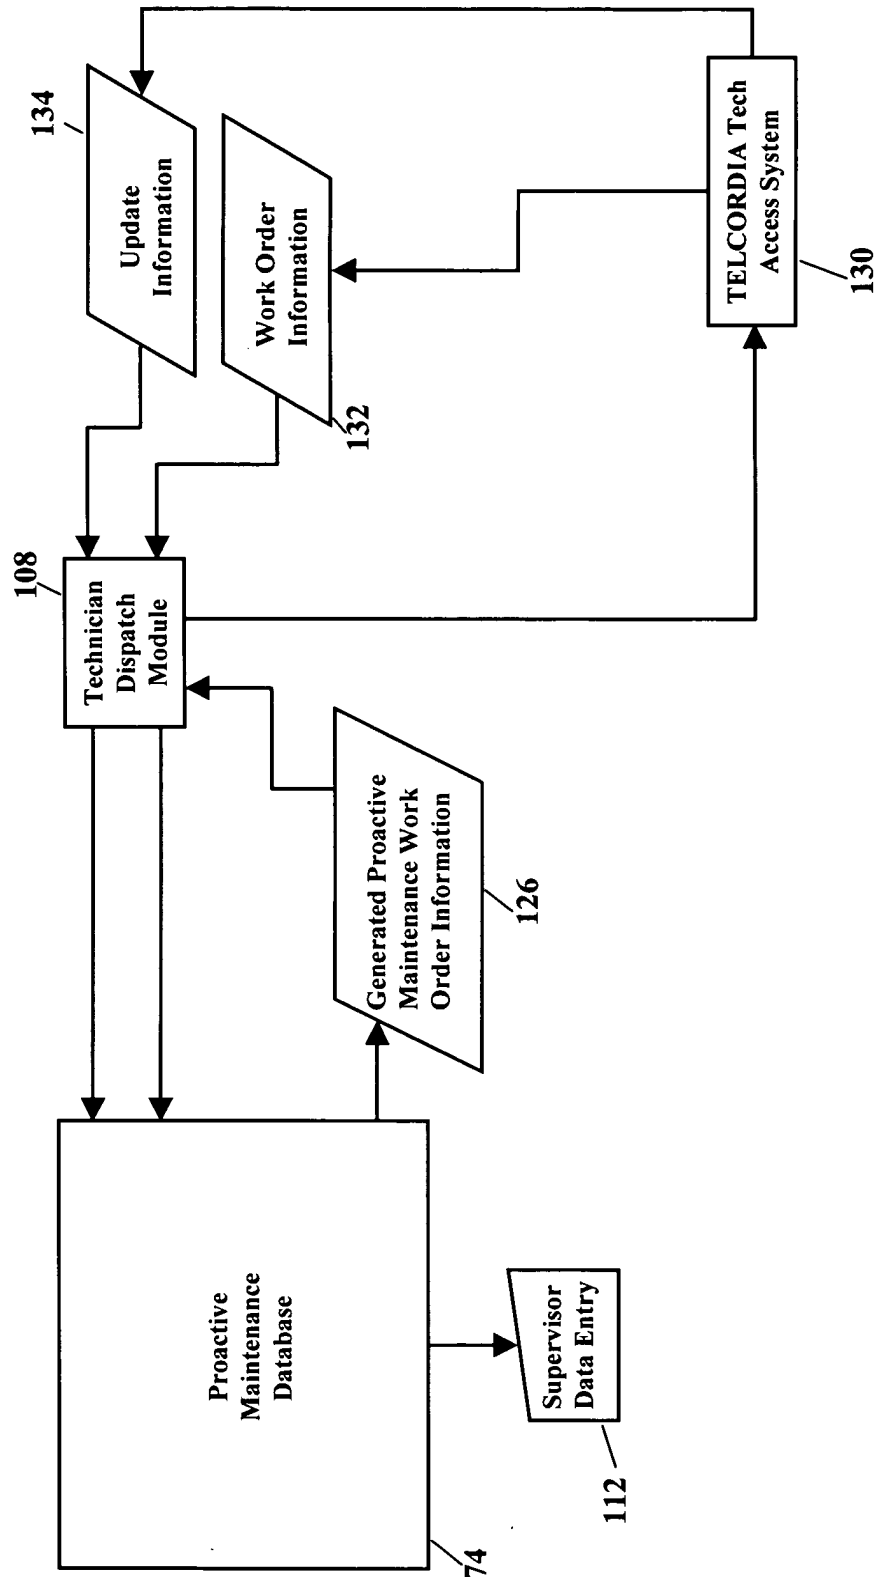 134
Update
Information
Work Order
Information
132
TELCORDIA Tech
Access System
130
108
Technician
Dispatch
Module
Generated Proactive
Maintenance Work
Order Information
126
Proactive
Maintenance
Database
74
Supervisor
Data Entry
112